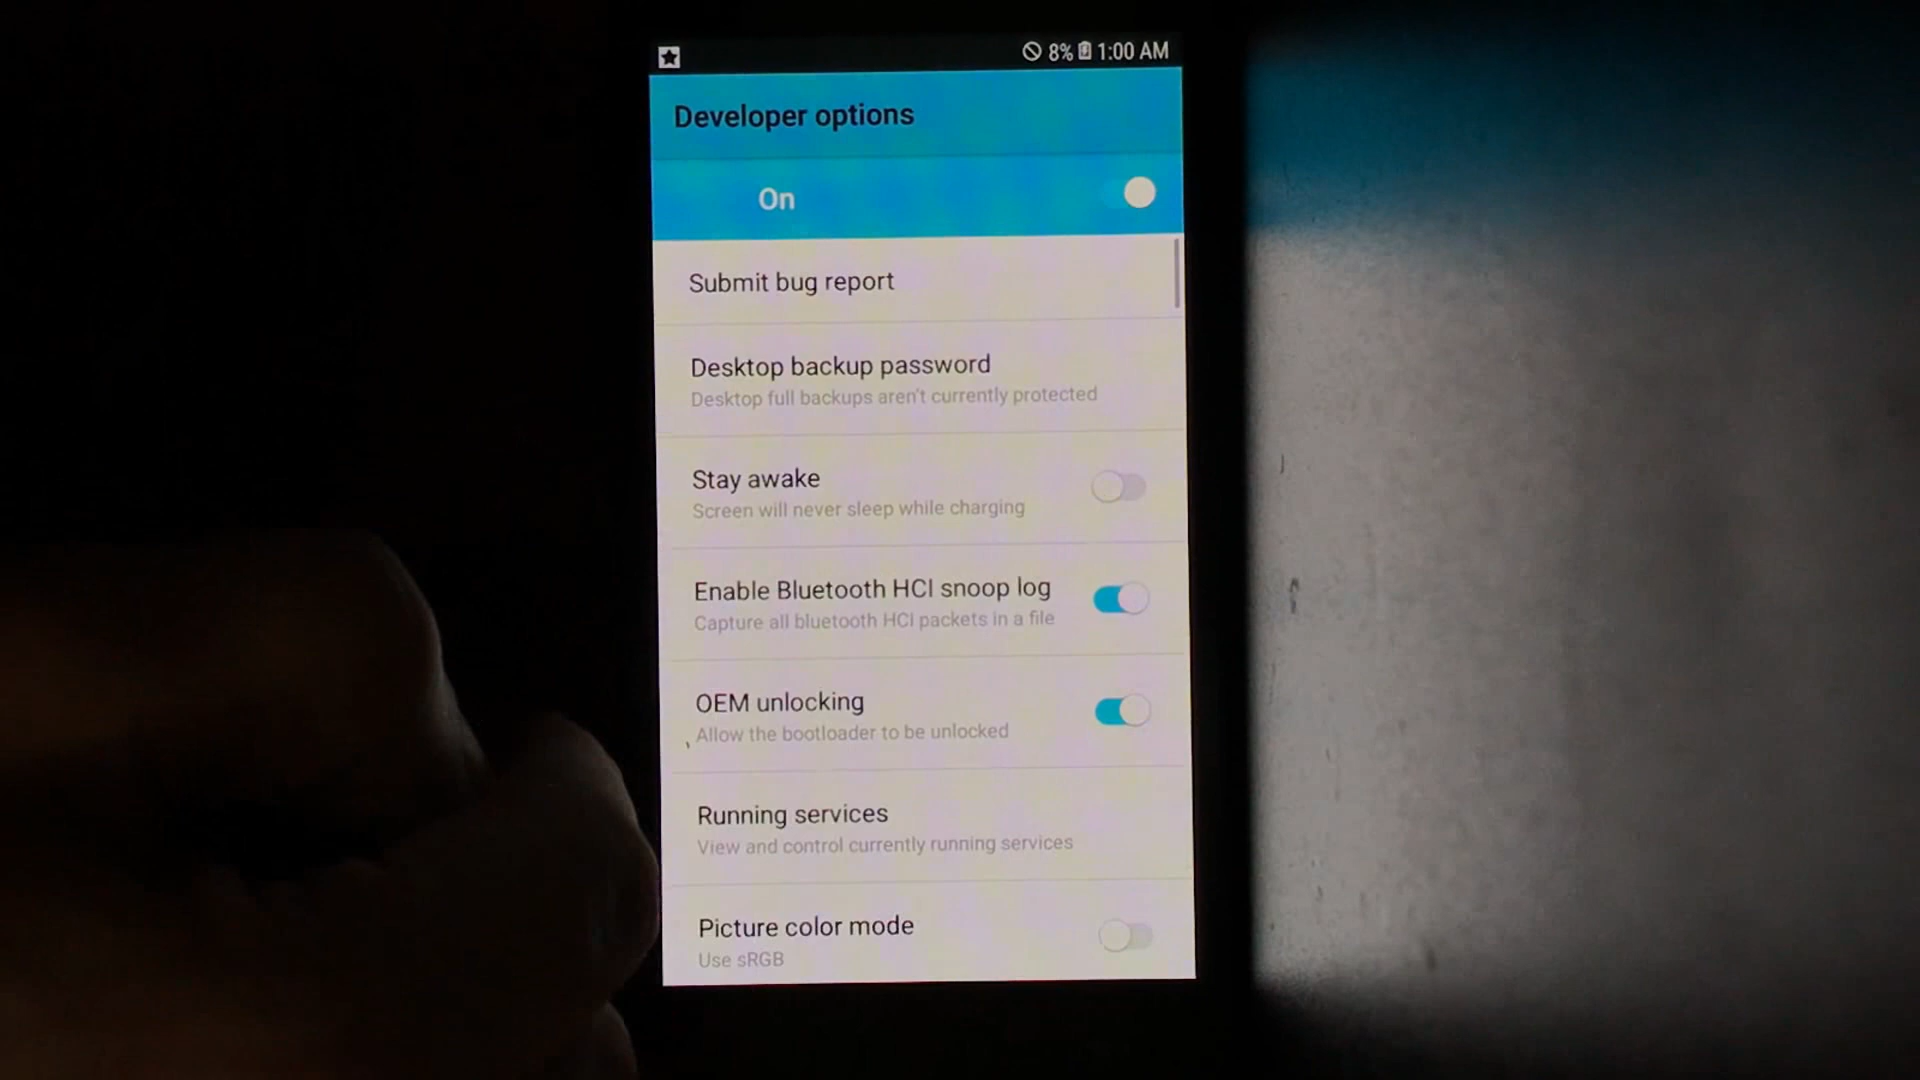 8% 1:00 AM
Developer options
On
Submit bug report
Desktop backup password
Desktop full backups aren't currently protected
Stay awake
Screen will never sleep while charging
Enable Bluetooth HCI snoop log
Capture all bluetooth HCI packets in a file
OEM unlocking
Allow the bootloader to be unlocked
Running services
View and control currently running services
Picture color mode
Use sRGB